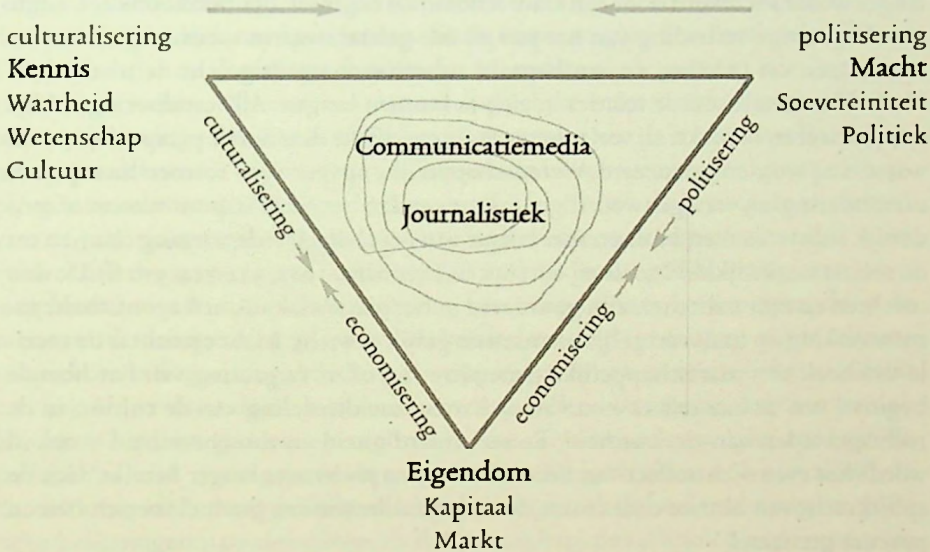 culturalisering
Kennis
Waarheid
Wetenschap
Cultuur
politisering
Macht
Soevereiniteit
Politiek
Communicatiemedia
Journalistiek
culturalisering
politisering
economisering
economisering
Eigendom
Kapitaal
Markt